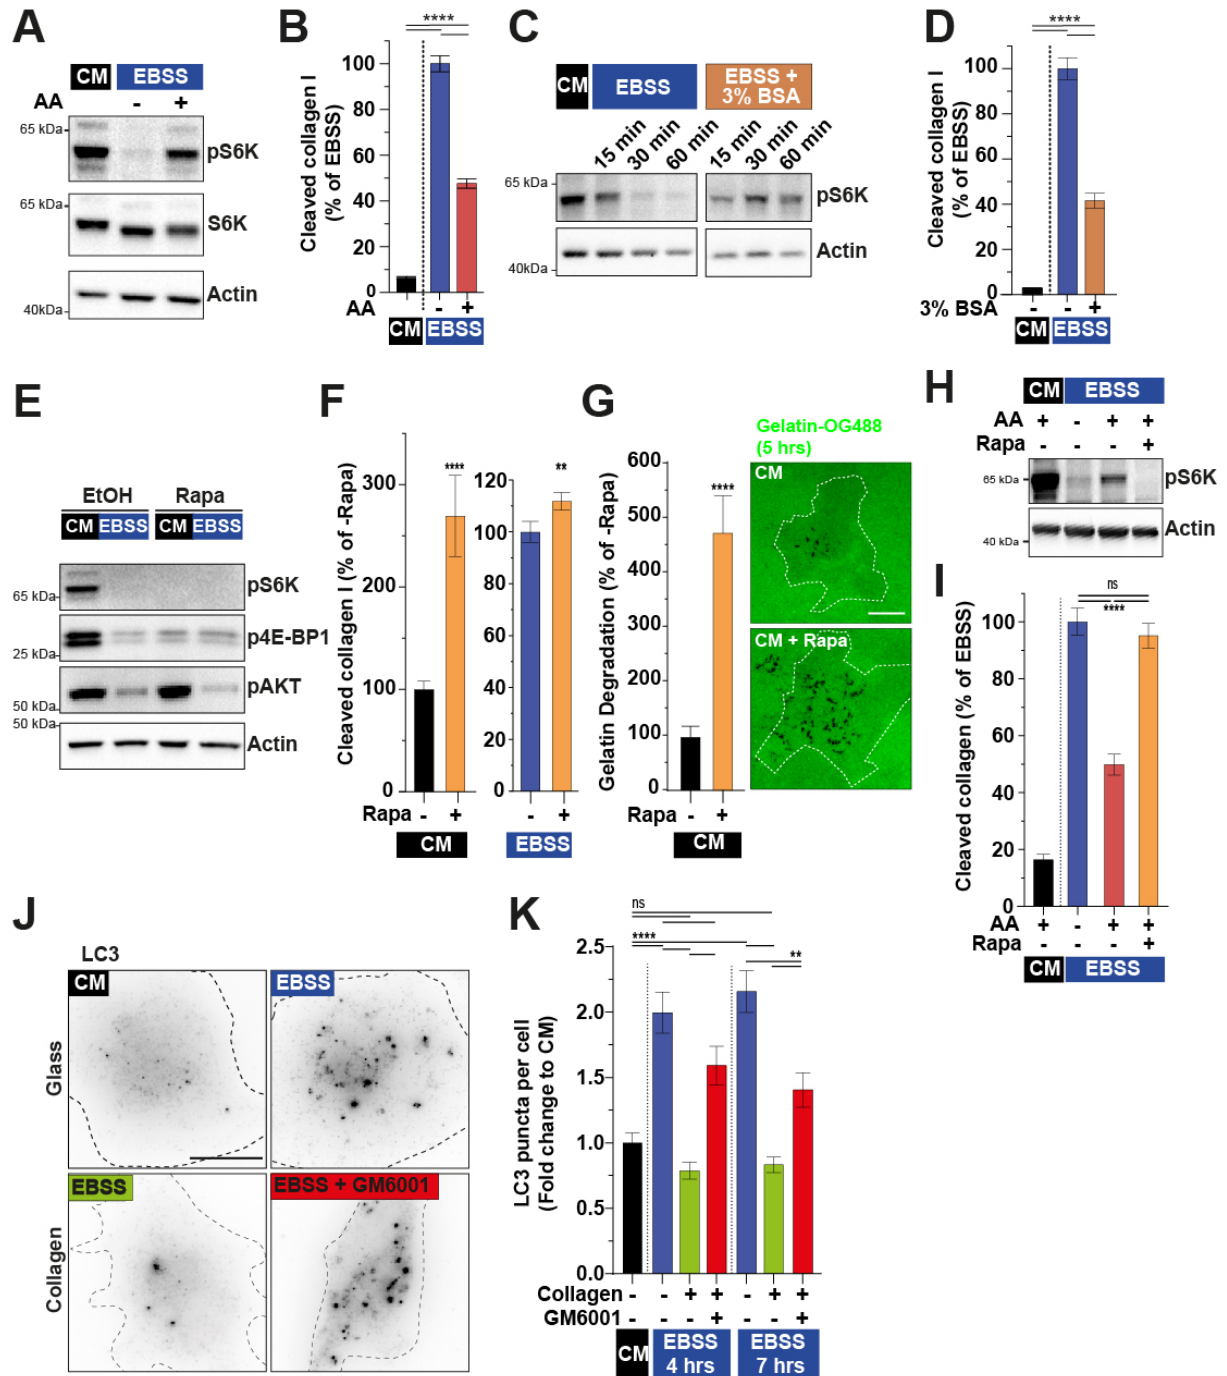 A
CM EBSS
AA - +
65 kDa
pS6K
65 kDa
S6K
40kDa
Actin
B
****
Cleaved collagen I
(% of EBSS)
100
80
60
40
20
0
AA - +
CM EBSS
C
CM EBSS EBSS +
3% BSA
15 min 30 min 60 min 15 min 30 min 60 min
65 kDa
pS6K
40kDa
Actin
D
****
Cleaved collagen I
(% of EBSS)
100
80
60
40
20
0
3% BSA - - +
CM EBSS
E
EtOH Rapa
CM EBSS CM EBSS
65 kDa
pS6K
25 kDa
p4E-BP1
50 kDa
pAKT
50 kDa
Actin
F
Cleaved collagen I (% of -Rapa)
300
200
100
0
****
120
100
80
60
40
20
0
**
Rapa - + - +
CM EBSS
G
Gelatin Degradation (% of -Rapa)
600
500
450
400
300
200
100
0
****
Rapa - +
CM
Gelatin-OG488
(5 hrs)
CM
CM + Rapa
H
CM EBSS
AA + - + +
Rapa - - - +
65 kDa
pS6K
40 kDa
Actin
I
ns
****
Cleaved collagen (% of EBSS)
100
80
60
40
20
0
AA + - + +
Rapa - - - +
CM EBSS
J
LC3
CM
EBSS
Glass
EBSS
EBSS + GM6001
Collagen
K
ns
****
**
LC3 puncta per cell
(Fold change to CM)
2.5
2.0
1.5
1.0
0.5
0.0
Collagen - - + + - + +
GM6001 - - - + - - +
CM EBSS EBSS
4 hrs 7 hrs